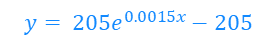 y = 205e^{0.0015x} − 205